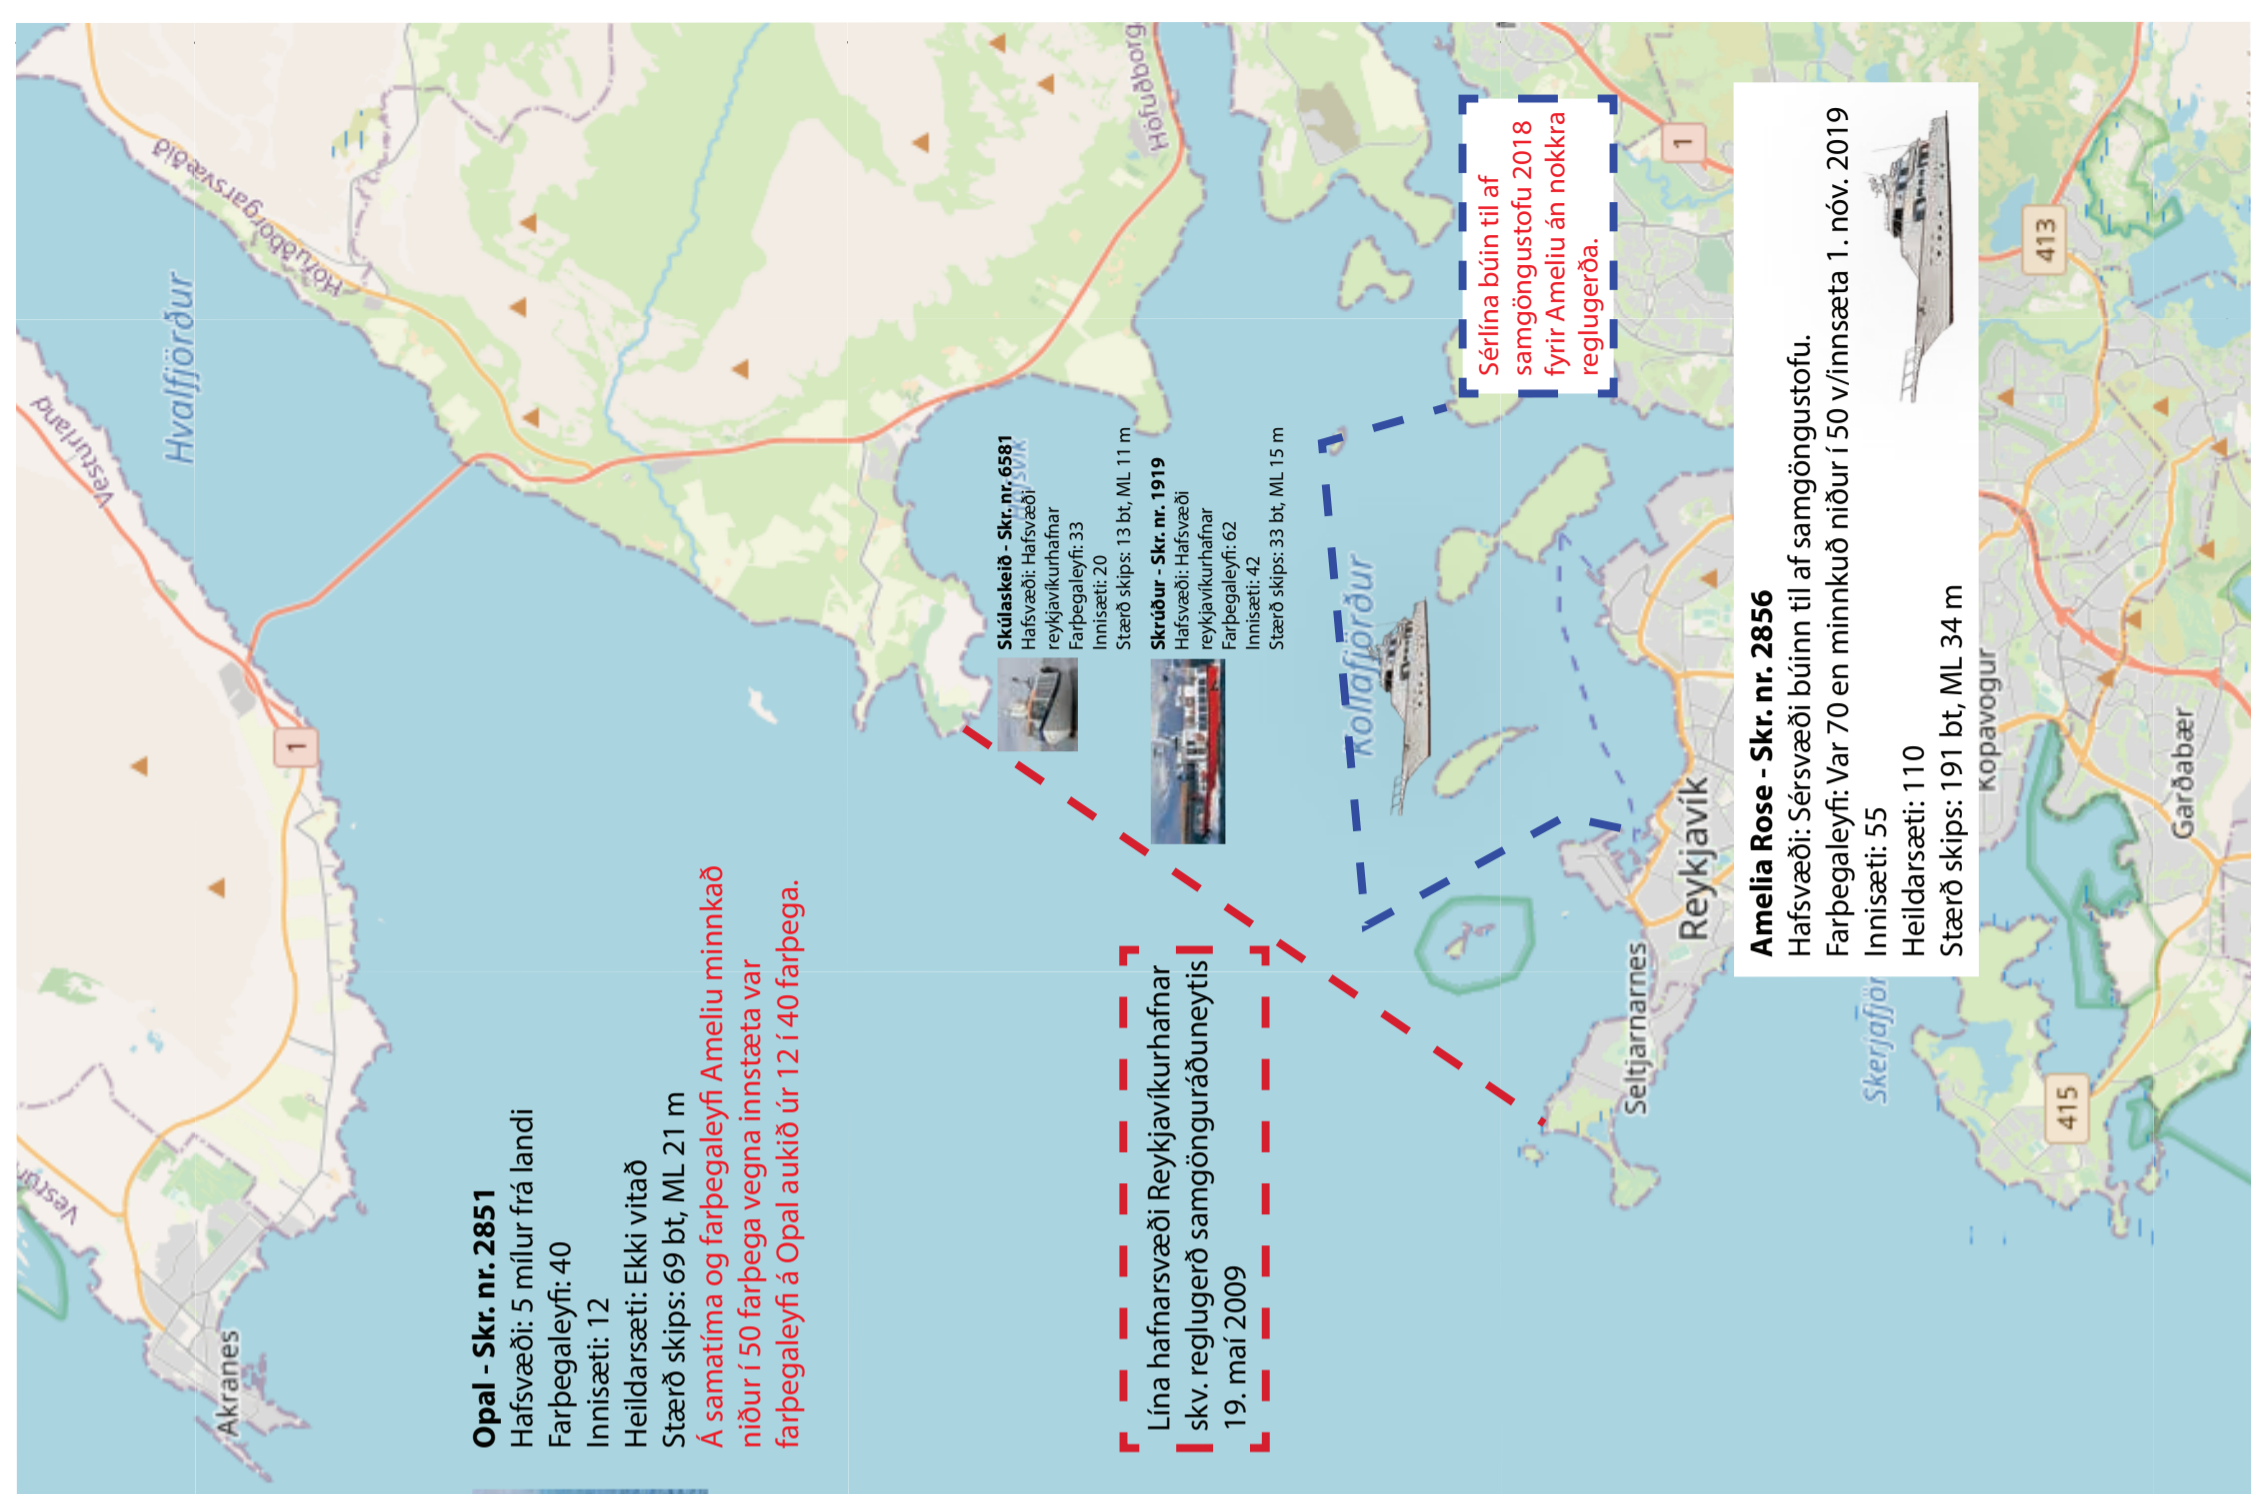 Vesturland
Hvalfjörður
Höfuðborgarsvæðið
Höfuðborg
1
Akranes
Opal - Skr. nr. 2851
Hafsvæði: 5 mílur frá landi
Farþegaleyfi: 40
Innisæti: 12
Heildarsæti: Ekki vitað
Stærð skips: 69 bt, ML 21 m
Á samatíma og farþegaleyfi Ameliu minnkað
niður í 50 farþega vegna innstæta var
farþegaleyfi á Opal aukið úr 12 í 40 farþega.
Skúlaskeið - Skr. nr. 6581
Hafsvæði: Hafsvæði
reykjavíkurhafnar
Farþegaleyfi: 33
Innisæti: 20
Stærð skips: 13 bt, ML 11 m
Skrúður - Skr. nr. 1919
Hafsvæði: Hafsvæði
reykjavíkurhafnar
Farþegaleyfi: 62
Innisæti: 42
Stærð skips: 33 bt, ML 15 m
Lína hafnarsvæði Reykjavíkurhafnar
skv. reglugerð samgönguráðuneytis
19. maí 2009
Kollafjörður
Sérlína búin til af
samgöngustofu 2018
fyrir Ameliu án nokkra
reglugerða.
1
Seltjarnarnes
Reykjavík
Amelia Rose - Skr. nr. 2856
Hafsvæði: Sérsvæði búinn til af samgöngustofu.
Farþegaleyfi: Var 70 en minnkuð niður í 50 v/innsæta 1. nóv. 2019
Innisæti: 55
Heildarsæti: 110
Stærð skips: 191 bt, ML 34 m
Skerjafjör
Kópavogur
413
415
Garðabær